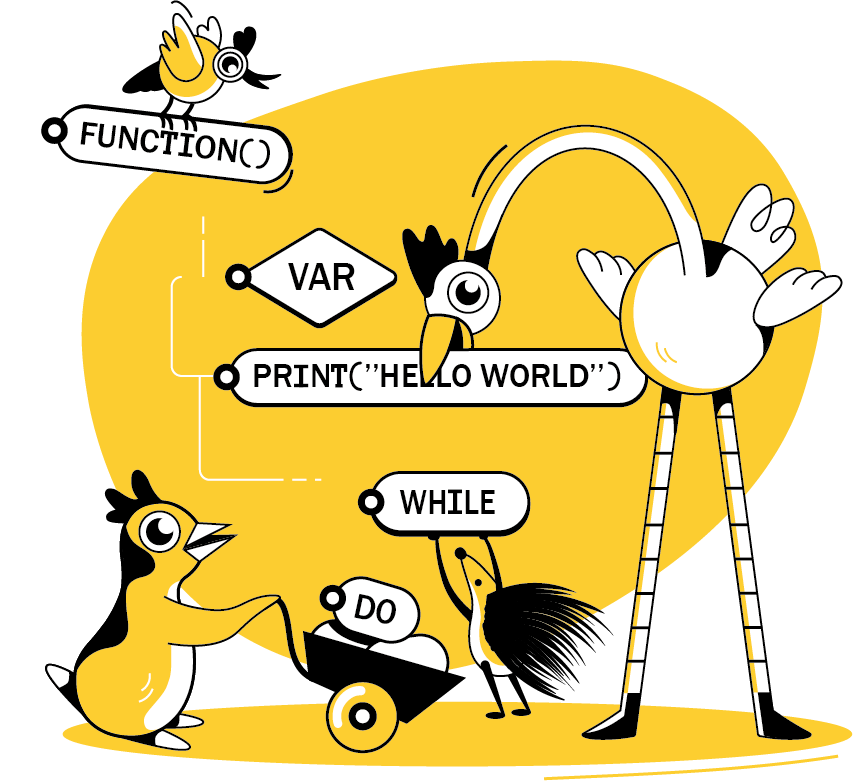 FUNCTION()
VAR
PRINT(”HELLO WORLD”)
WHILE
DO